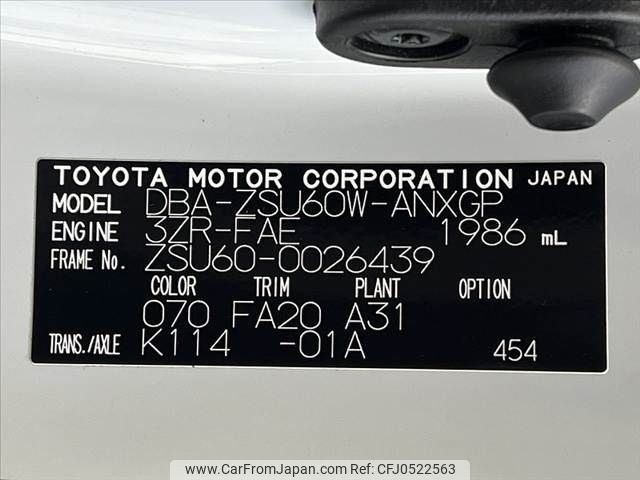 TOYOTA MOTOR CORPORATION JAPAN
MODEL DBA-ZSU60W-ANXGP
ENGINE 3ZR-FAE 1986 mL
FRAME No. ZSU60-0026439
COLOR TRIM PLANT OPTION
070 FA20 A31
TRANS./AXLE K114 -01A 454
www.CarFromJapan.com | REF No. CFJ0522563